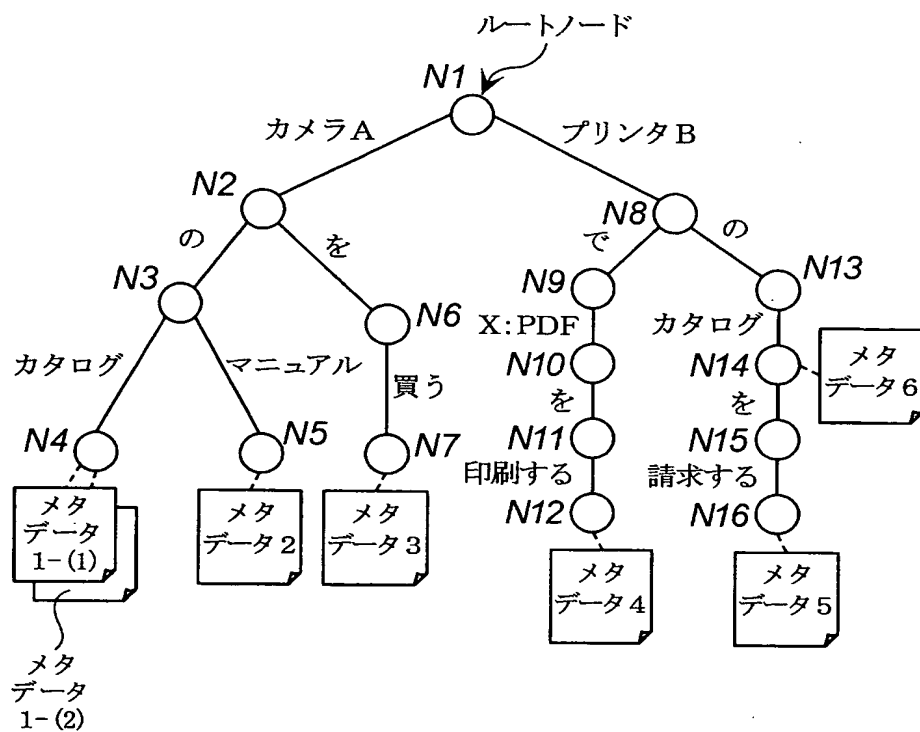 ルートノード
N1
カメラA
プリンタB
N2
N8
の
を
で
の
N3
N6
N9
N13
X:PDF
カタログ
カタログ
マニュアル
買う
N10
N14
メタ
データ6
を
を
N4
N5
N7
N11
N15
印刷する
請求する
メタ
データ
1-(1)
メタ
データ2
メタ
データ3
N12
N16
メタ
データ4
メタ
データ5
メタ
データ
1-(2)